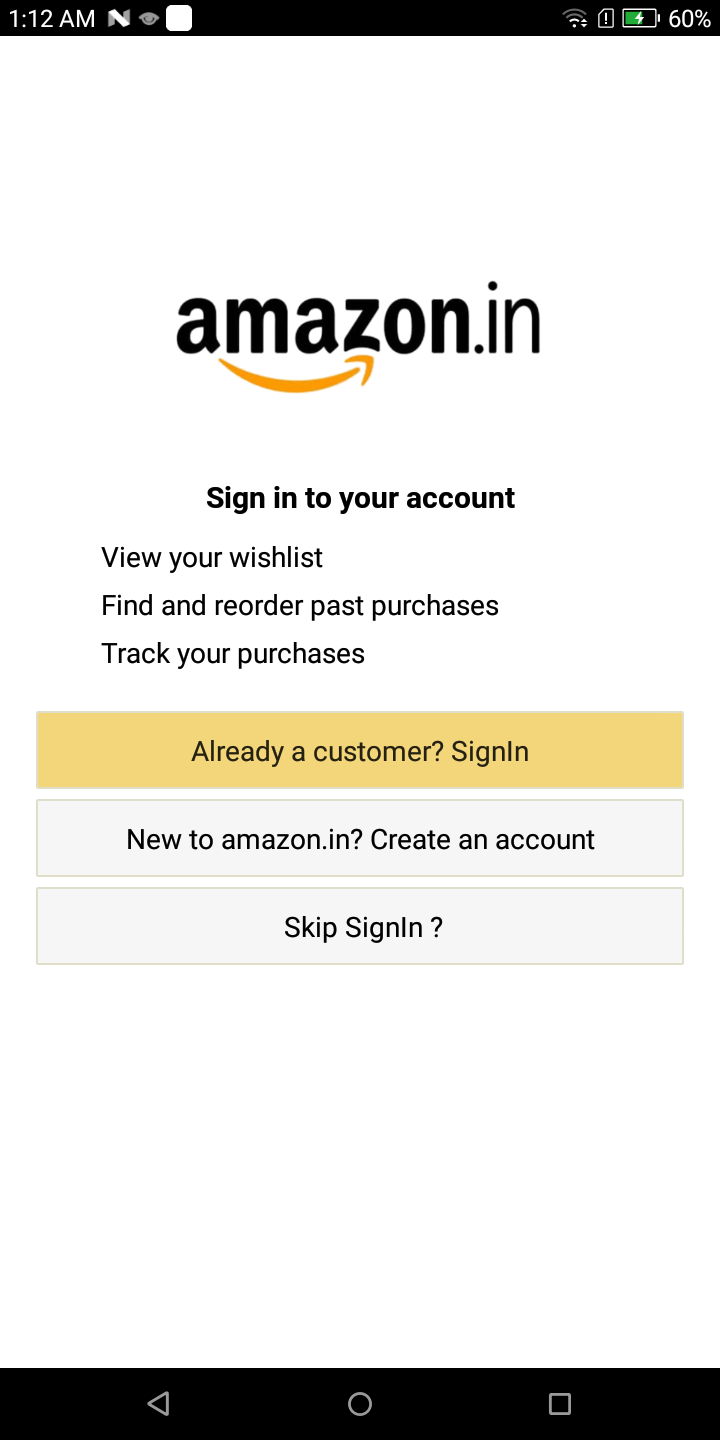 1:12 AM 60%
amazon.in
Sign in to your account
View your wishlist
Find and reorder past purchases
Track your purchases
Already a customer? SignIn
New to amazon.in? Create an account
Skip SignIn ?